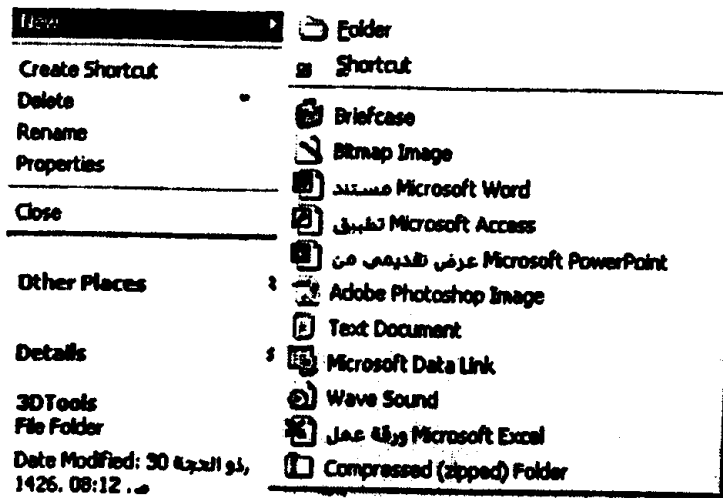 New
Create Shortcut
Delete
Rename
Properties
Close
Other Places
Details
3DTools
File Folder
Date Modified: 30 ذو الحجة,
1426, 08:12 م.
Folder
Shortcut
Briefcase
Bitmap Image
مستند Microsoft Word
تطبيق Microsoft Access
عرض تقديمي من Microsoft PowerPoint
Adobe Photoshop Image
Text Document
Microsoft Data Link
Wave Sound
ورقة عمل Microsoft Excel
Compressed (zipped) Folder